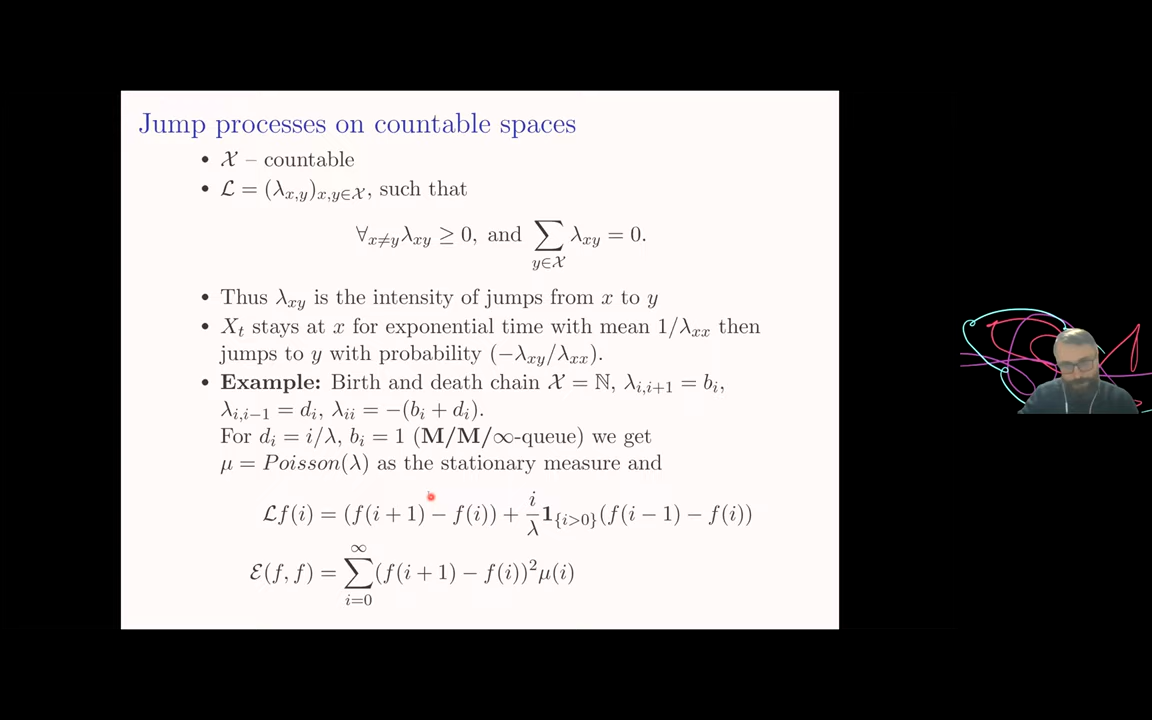 Jump processes on countable spaces
• 𝒳 – countable
• ℒ = (λ_{x,y})_{x,y∈𝒳}, such that
∀_{x≠y}λ_{xy} ≥ 0, and ∑_{y∈𝒳} λ_{xy} = 0.
• Thus λ_{xy} is the intensity of jumps from x to y
• X_t stays at x for exponential time with mean 1/λ_{xx} then
jumps to y with probability (−λ_{xy}/λ_{xx}).
• Example: Birth and death chain 𝒳 = ℕ, λ_{i,i+1} = b_i,
λ_{i,i−1} = d_i, λ_{ii} = −(b_i + d_i).
For d_i = i/λ, b_i = 1 (M/M/∞-queue) we get
μ = Poisson(λ) as the stationary measure and
ℒf(i) = (f(i + 1) − f(i)) + \frac{i}{λ}𝟏_{\{i>0\}}(f(i − 1) − f(i))
ℰ(f, f) = ∑_{i=0}^{∞}(f(i + 1) − f(i))²μ(i)